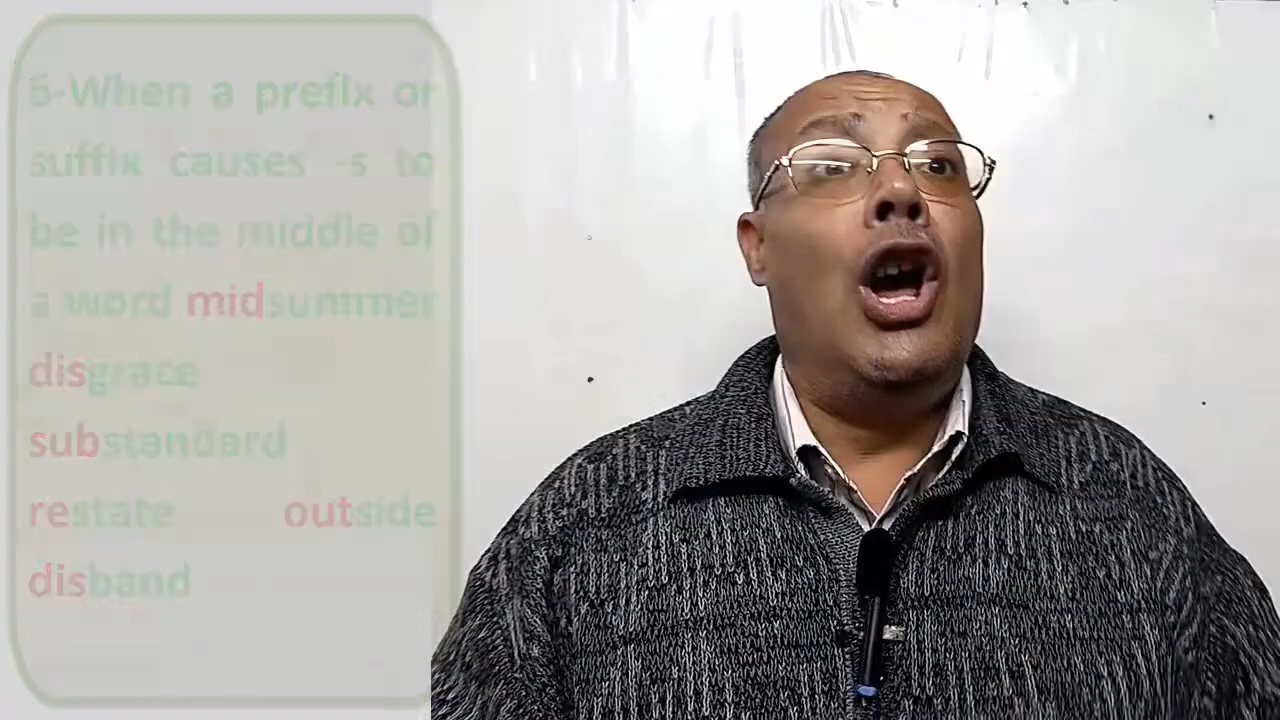 5-When a prefix or
suffix causes -s to
be in the middle of
a word midsummer
disgrace
substandard
restate outside
disband